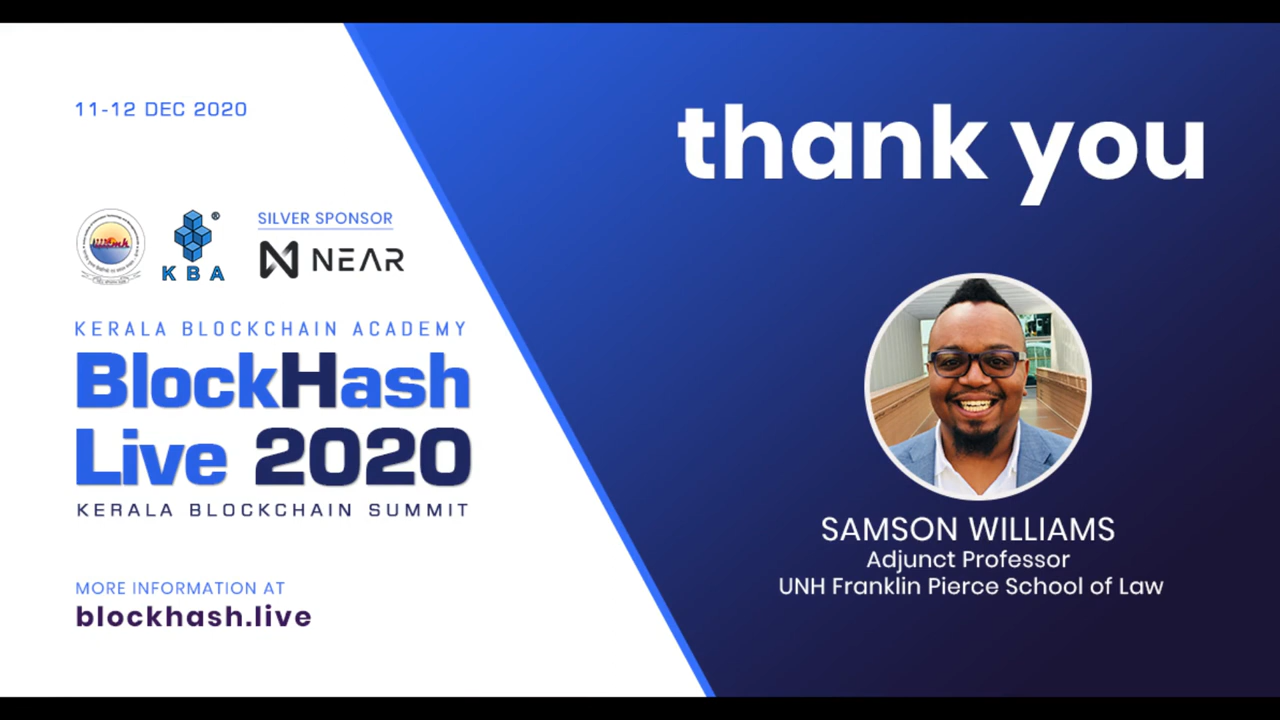 11-12 DEC 2020
KBA
®
SILVER SPONSOR
NEAR
KERALA BLOCKCHAIN ACADEMY
BlockHash
Live 2020
KERALA BLOCKCHAIN SUMMIT
MORE INFORMATION AT
blockhash.live
thank you
SAMSON WILLIAMS
Adjunct Professor
UNH Franklin Pierce School of Law